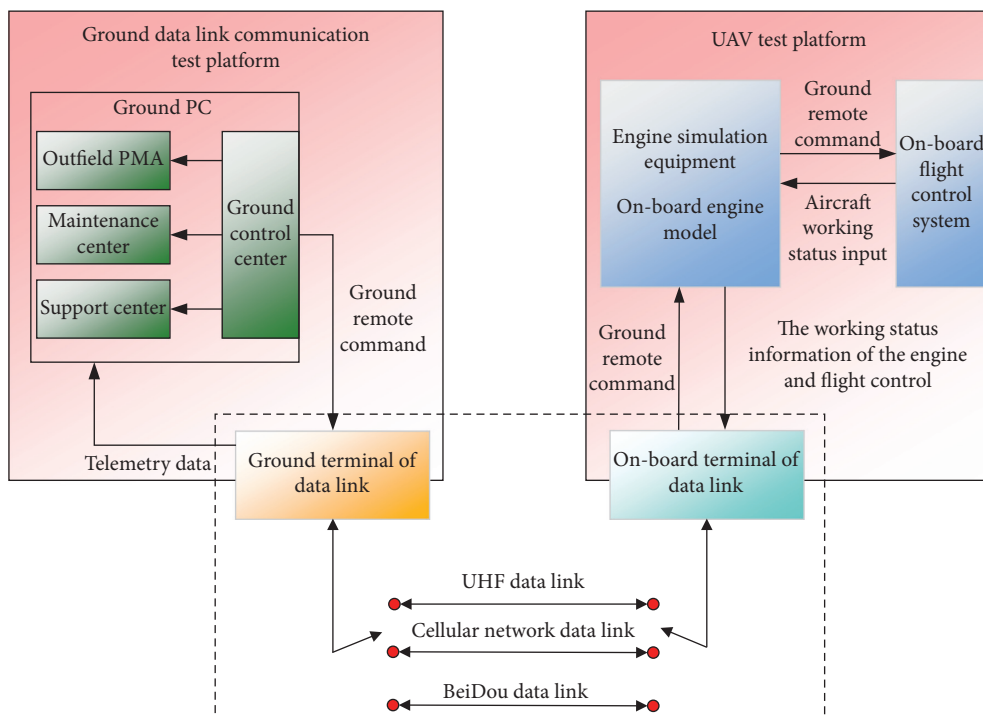 Ground data link communication
test platform
Ground PC
Outfield PMA
Maintenance
center
Support center
Ground
control
center
Ground
remote
command
Telemetry data
Ground terminal of
data link
UAV test platform
Engine simulation
equipment
On-board engine
model
Ground
remote
command
Aircraft
working
status input
On-board
flight
control
system
Ground
remote
command
The working status
information of the engine
and flight control
On-board terminal of
data link
UHF data link
Cellular network data link
BeiDou data link